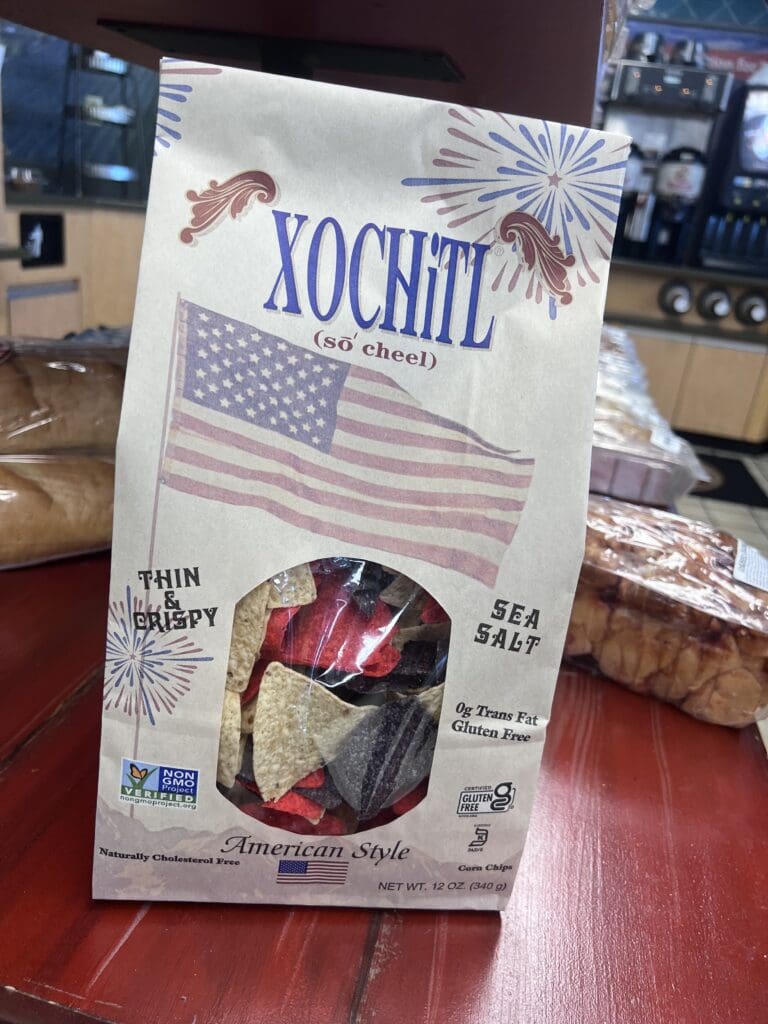 XOCHiTL®
(sō' cheel)
THIN
&
CRISPY
SEA
SALT
0g Trans Fat
Gluten Free
NON
GMO
Project
VERIFIED
nongmoproject.org
CERTIFIED
GLUTEN
FREE
American Style
Naturally Cholesterol Free
Corn Chips
NET WT. 12 OZ. (340 g)